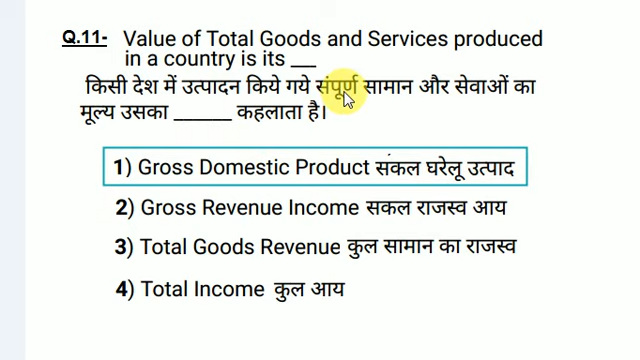 Q.11- Value of Total Goods and Services produced
in a country is its ___
किसी देश में उत्पादन किये गये संपूर्ण सामान और सेवाओं का
मूल्य उसका ______ कहलाता है।
1) Gross Domestic Product संकल घरेलू उत्पाद
2) Gross Revenue Income सकल राजस्व आय
3) Total Goods Revenue कुल सामान का राजस्व
4) Total Income कुल आय